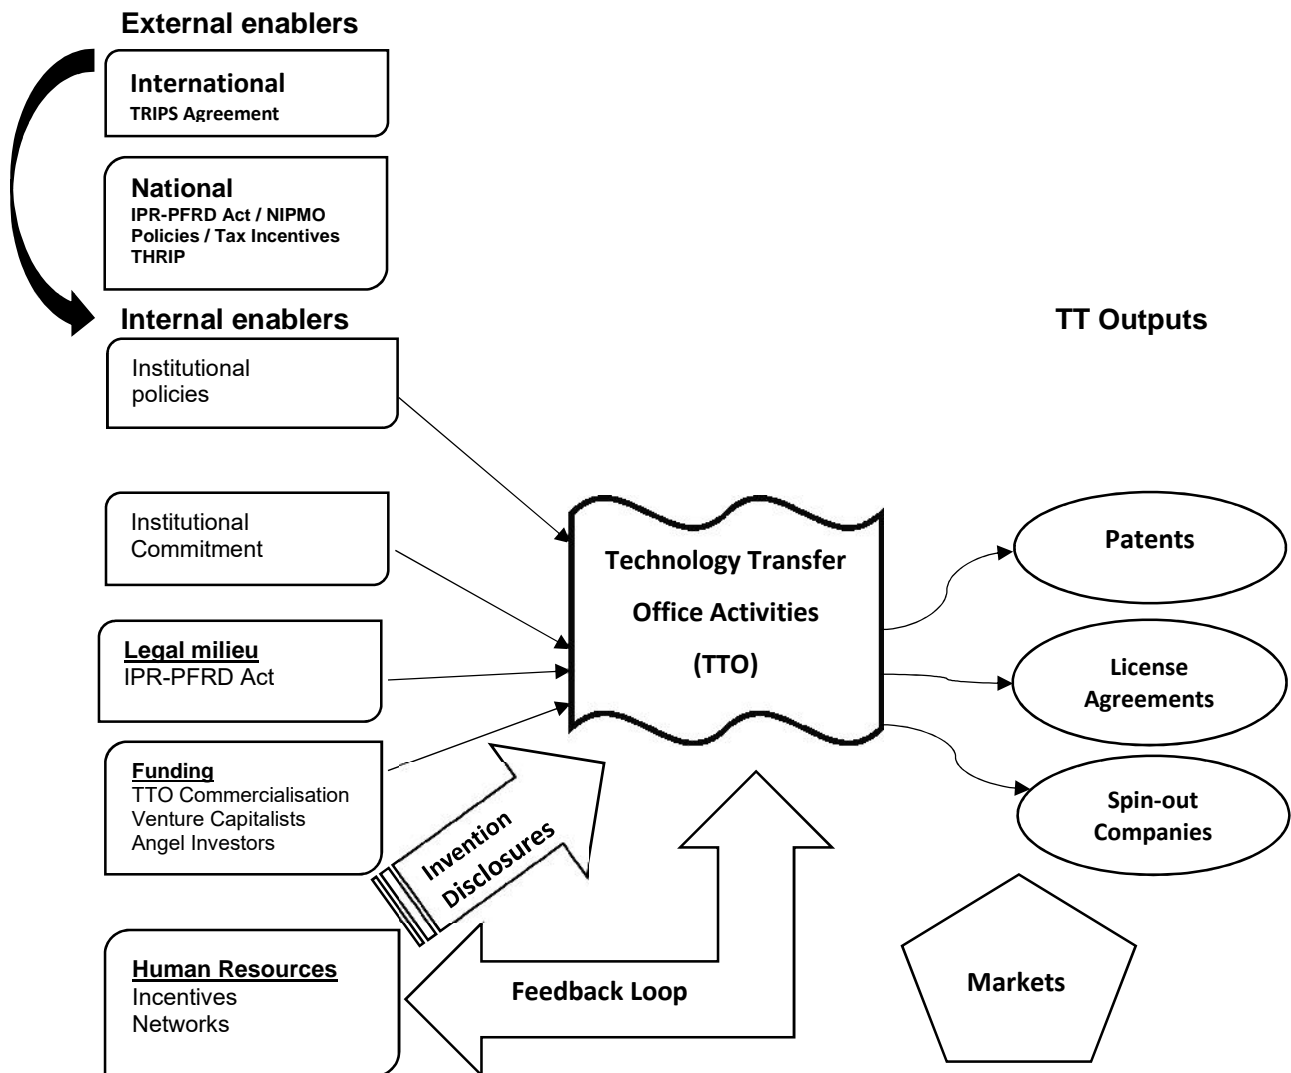 External enablers
International
TRIPS Agreement
National
IPR-PFRD Act / NIPMO
Policies / Tax Incentives
THRIP
Internal enablers
TT Outputs
Institutional
policies
Institutional
Commitment
Legal milieu
IPR-PFRD Act
Funding
TTO Commercialisation
Venture Capitalists
Angel Investors
Human Resources
Incentives
Networks
Invention
Disclosures
Feedback Loop
Technology Transfer
Office Activities
(TTO)
Patents
License
Agreements
Spin-out
Companies
Markets